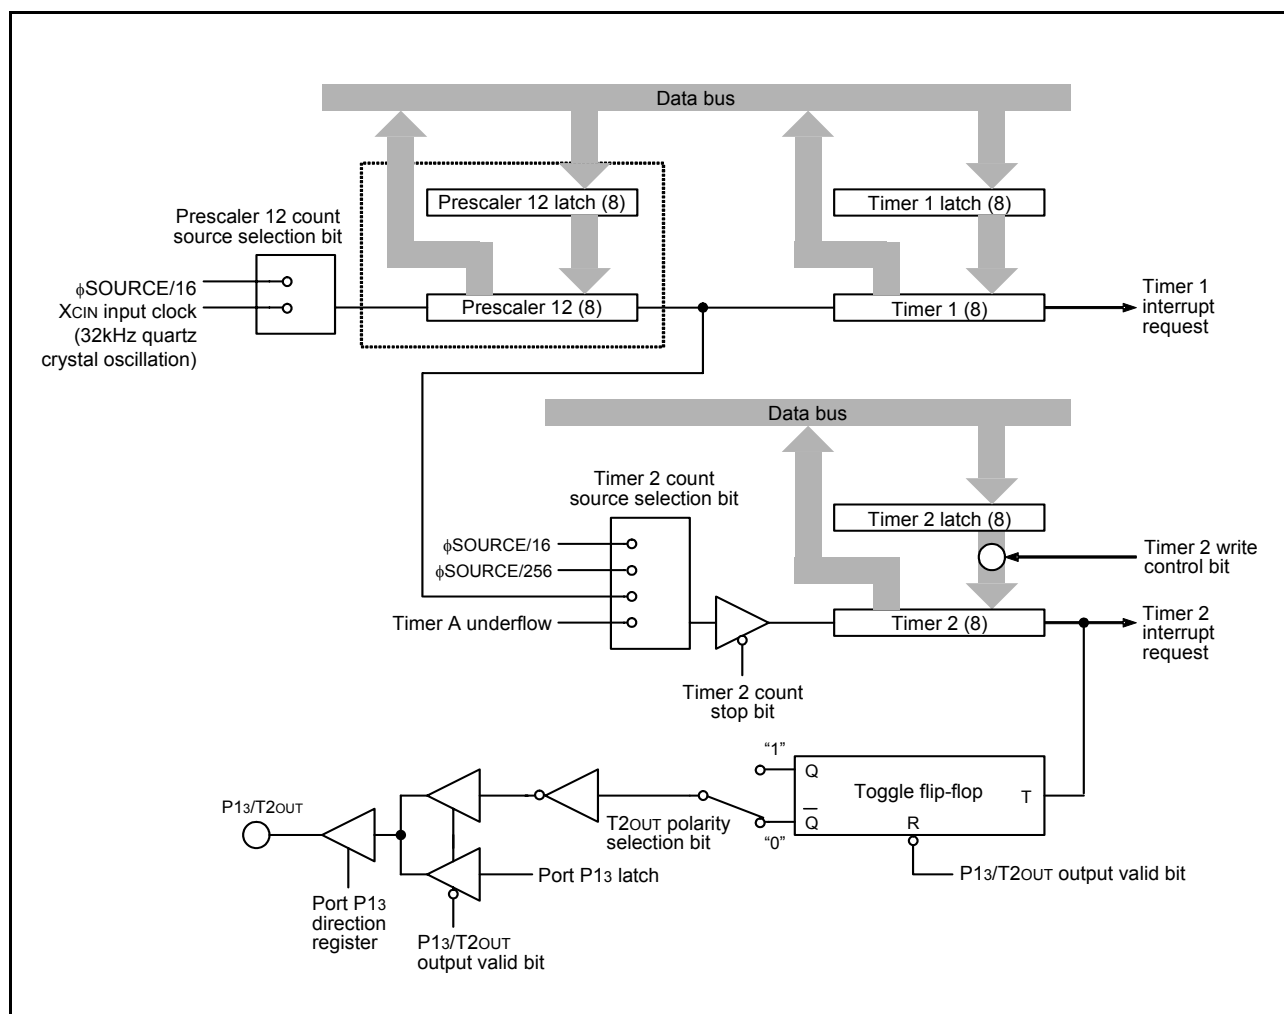 Data bus
Prescaler 12 latch (8)
Timer 1 latch (8)
Prescaler 12 count
source selection bit
ϕSOURCE/16
XCIN input clock
(32kHz quartz
crystal oscillation)
Prescaler 12 (8)
Timer 1 (8)
Timer 1
interrupt
request
Data bus
Timer 2 count
source selection bit
Timer 2 latch (8)
ϕSOURCE/16
ϕSOURCE/256
Timer A underflow
Timer 2 write
control bit
Timer 2 (8)
Timer 2
interrupt
request
Timer 2 count
stop bit
“1”
Q
Toggle flip-flop
T
Q̅
R
“0”
P13/T2OUT
T2OUT polarity
selection bit
Port P13 latch
P13/T2OUT output valid bit
Port P13
direction
register
P13/T2OUT
output valid bit